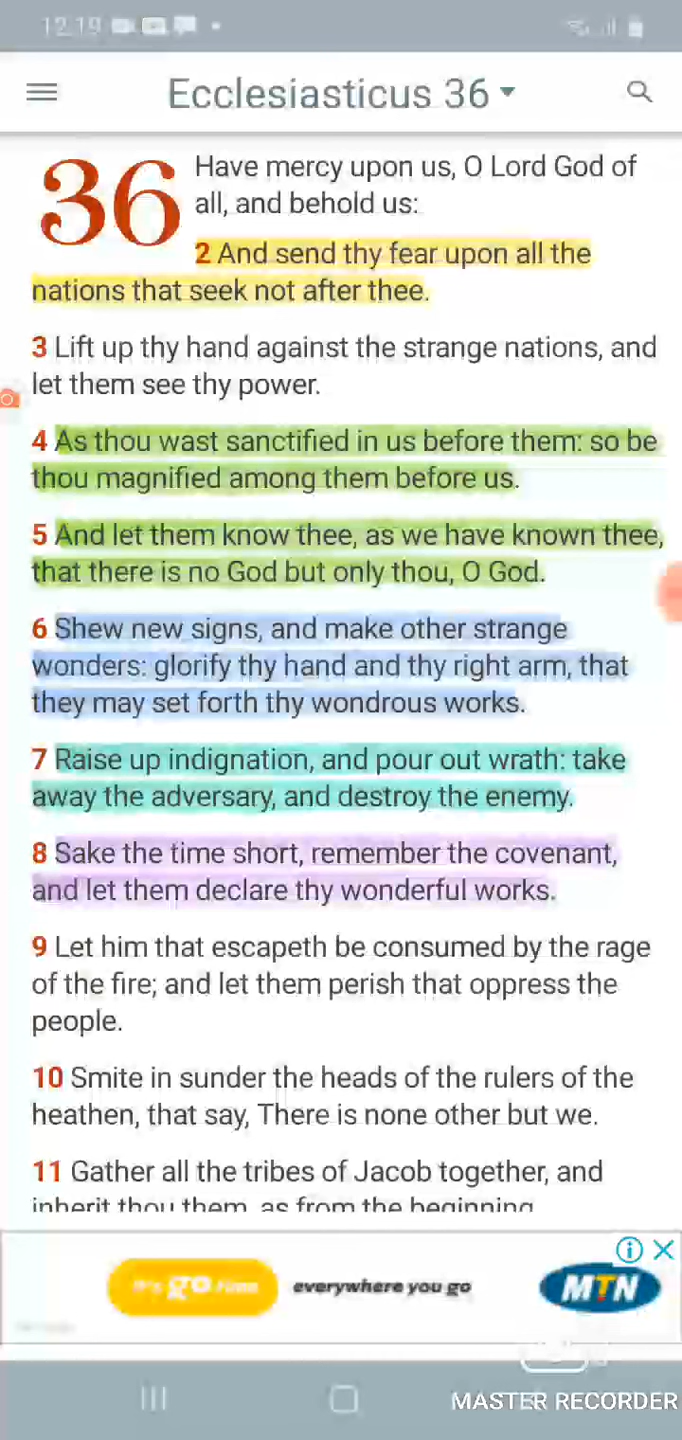 12.19
Ecclesiasticus 36
36 Have mercy upon us, O Lord God of
all, and behold us:
2 And send thy fear upon all the
nations that seek not after thee.
3 Lift up thy hand against the strange nations, and
let them see thy power.
4 As thou wast sanctified in us before them: so be
thou magnified among them before us.
5 And let them know thee, as we have known thee,
that there is no God but only thou, O God.
6 Shew new signs, and make other strange
wonders: glorify thy hand and thy right arm, that
they may set forth thy wondrous works.
7 Raise up indignation, and pour out wrath: take
away the adversary, and destroy the enemy.
8 Sake the time short, remember the covenant,
and let them declare thy wonderful works.
9 Let him that escapeth be consumed by the rage
of the fire; and let them perish that oppress the
people.
10 Smite in sunder the heads of the rulers of the
heathen, that say, There is none other but we.
11 Gather all the tribes of Jacob together, and
inherit thou them, as from the beginning
go everywhere you go MTN
MASTER RECORDER